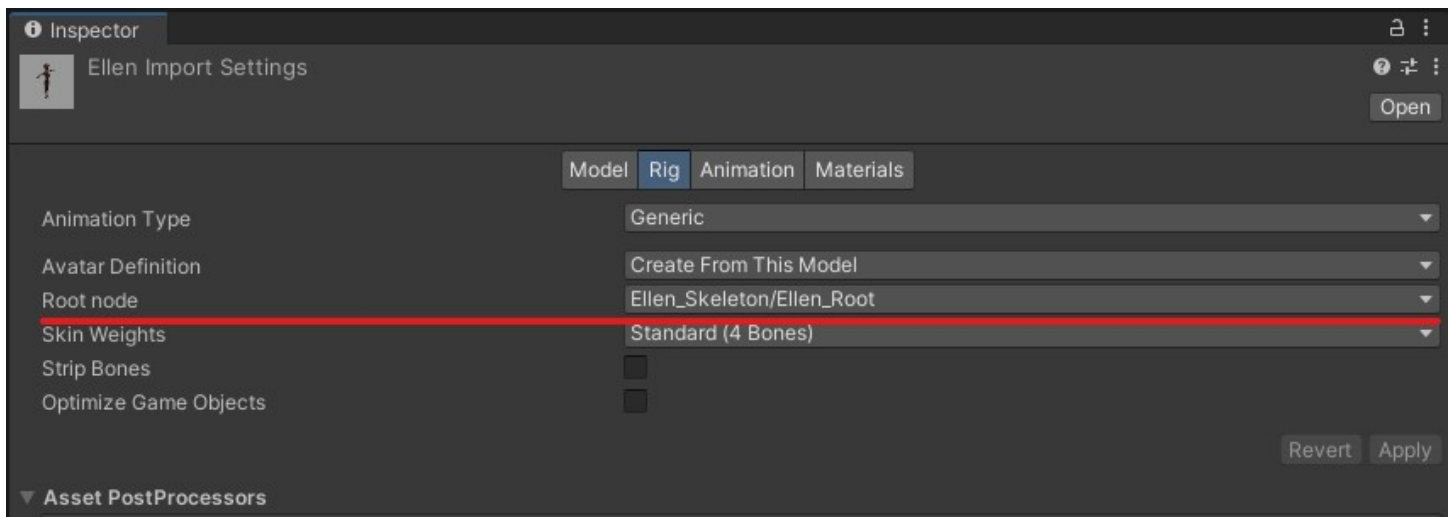 Inspector
Ellen Import Settings
Open
Model Rig Animation Materials
Animation Type Generic
Avatar Definition Create From This Model
Root node Ellen_Skeleton/Ellen_Root
Skin Weights Standard (4 Bones)
Strip Bones
Optimize Game Objects
Revert Apply
Asset PostProcessors